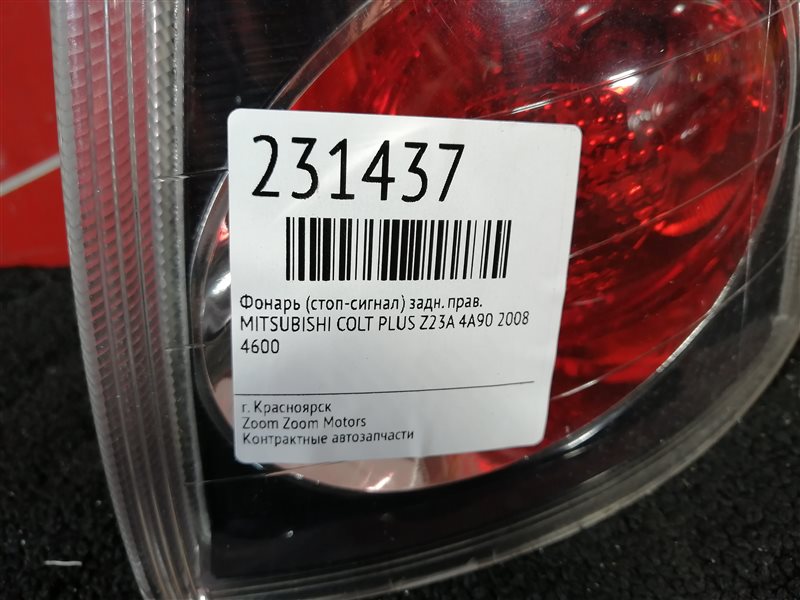 231437
Фонарь (стоп-сигнал) задн. прав.
MITSUBISHI COLT PLUS Z23A 4A90 2008
4600
г. Красноярск
Zoom Zoom Motors
Контрактные автозапчасти